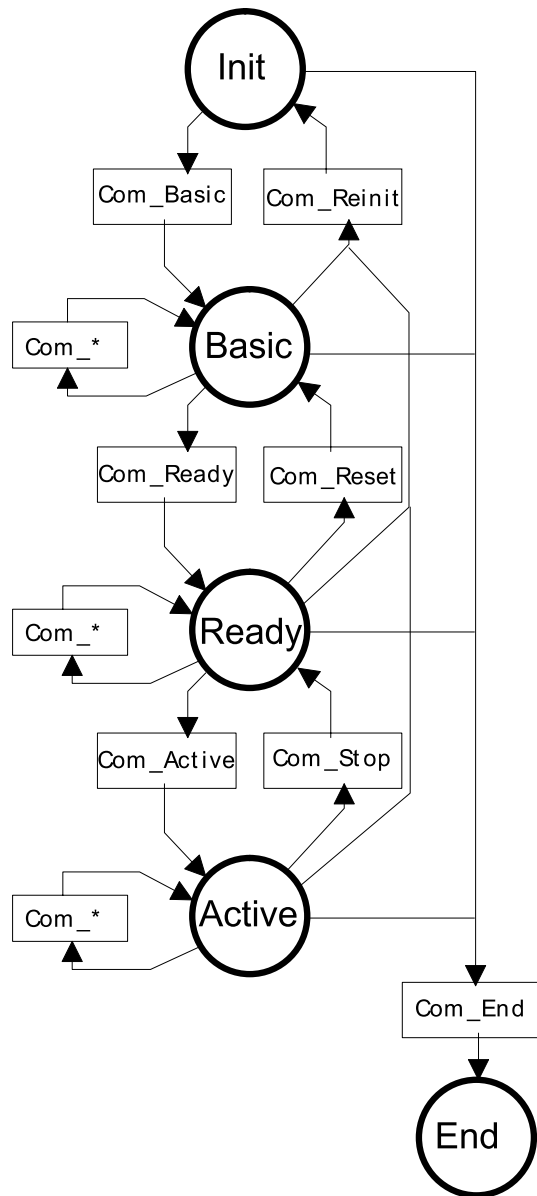 Init
Com_Basic
Com_Reinit
Basic
Com_*
Com_Ready
Com_Reset
Ready
Com_*
Com_Active
Com_Stop
Active
Com_*
Com_End
End